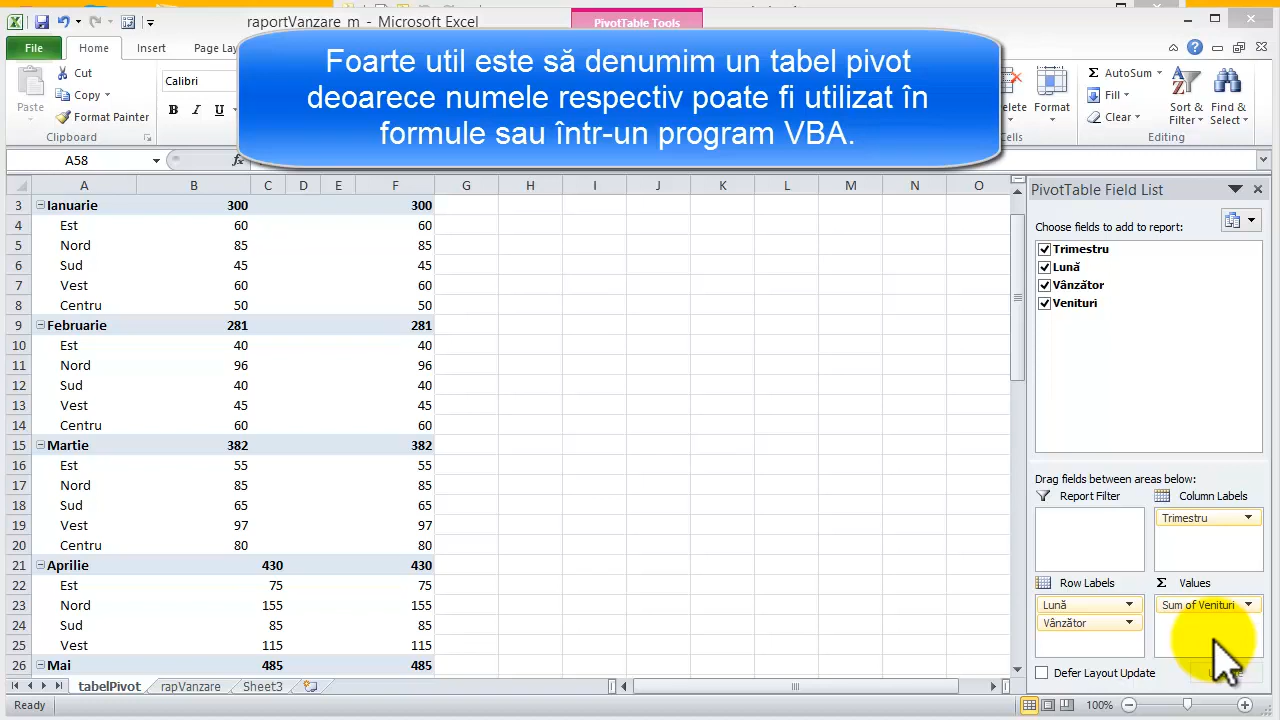 raportVanzare_m - Microsoft Excel
PivotTable Tools
File Home Insert Page Lay
Foarte util este să denumim un tabel pivot
deoarece numele respectiv poate fi utilizat în
formule sau într-un program VBA.
Paste
Cut
Copy
Format Painter
Clipboard
Calibri
B I U
Format
Cells
Σ AutoSum
Fill
Clear
Sort &
Filter
Find &
Select
Editing
A58 fx
A B C D E F G H I J K L M N O
3 Ianuarie 300 300
4 Est 60 60
5 Nord 85 85
6 Sud 45 45
7 Vest 60 60
8 Centru 50 50
9 Februarie 281 281
10 Est 40 40
11 Nord 96 96
12 Sud 40 40
13 Vest 45 45
14 Centru 60 60
15 Martie 382 382
16 Est 55 55
17 Nord 85 85
18 Sud 65 65
19 Vest 97 97
20 Centru 80 80
21 Aprilie 430 430
22 Est 75 75
23 Nord 155 155
24 Sud 85 85
25 Vest 115 115
26 Mai 485 485
PivotTable Field List
Choose fields to add to report:
Trimestru
Lună
Vânzător
Venituri
Drag fields between areas below:
Report Filter Column Labels
Trimestru
Row Labels Σ Values
Lună Sum of Venituri
Vânzător
Defer Layout Update
tabelPivot rapVanzare Sheet3
Ready 100%